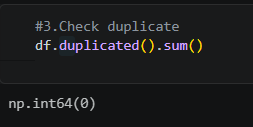 #3.Check duplicate
df.duplicated().sum()
np.int64(0)